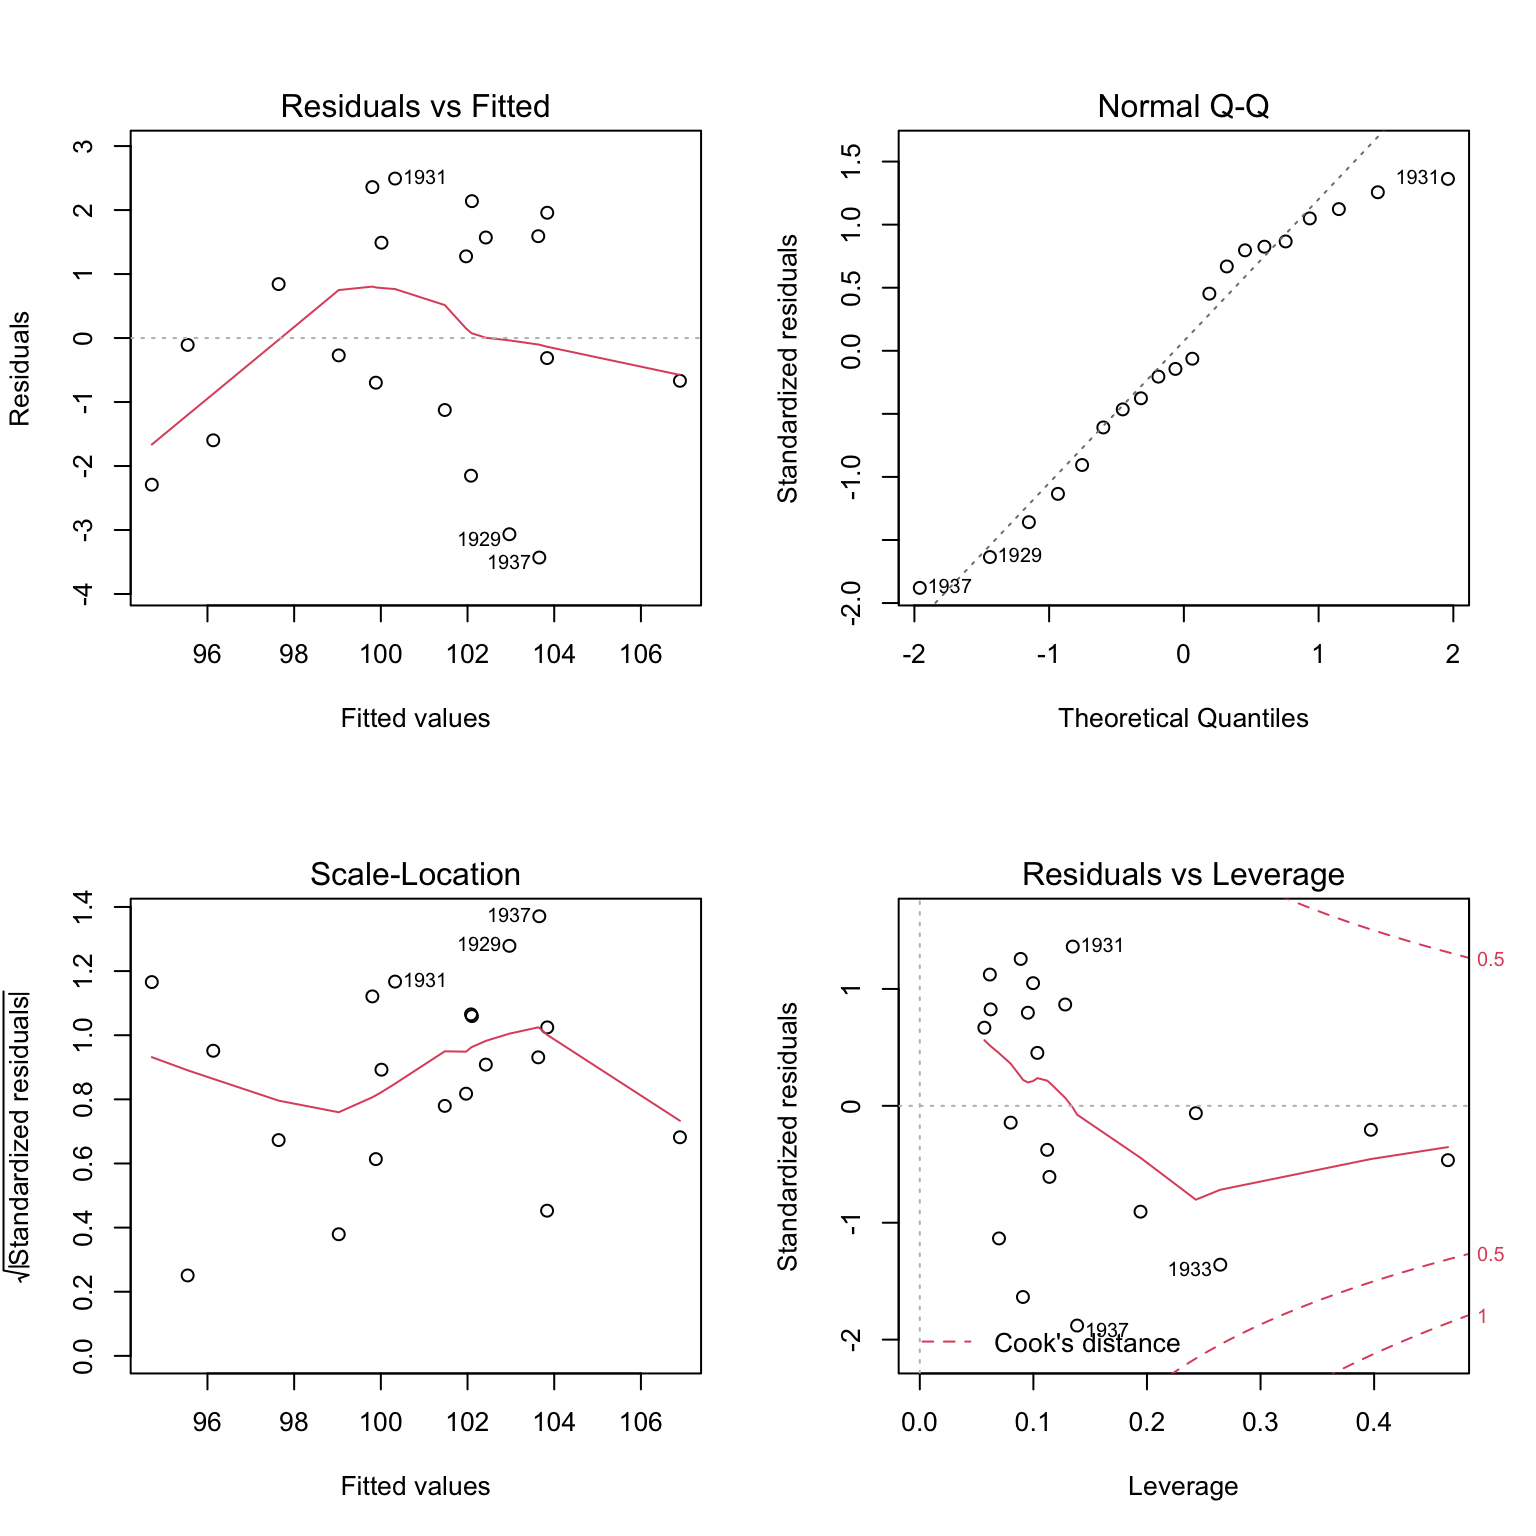 Residuals vs Fitted
Residuals
3
2
1
0
-1
-2
-3
-4
1931
1929
1937
96 98 100 102 104 106
Fitted values
Normal Q-Q
Standardized residuals
1.5
1.0
0.5
0.0
-1.0
-2.0
1931
1929
1937
-2 -1 0 1 2
Theoretical Quantiles
Scale-Location
√|Standardized residuals|
1.4
1.2
1.0
0.8
0.6
0.4
0.2
0.0
1937
1929
1931
96 98 100 102 104 106
Fitted values
Residuals vs Leverage
Standardized residuals
1
0
-1
-2
1931
0.5
0.5
1933
1
1937
Cook's distance
0.0 0.1 0.2 0.3 0.4
Leverage